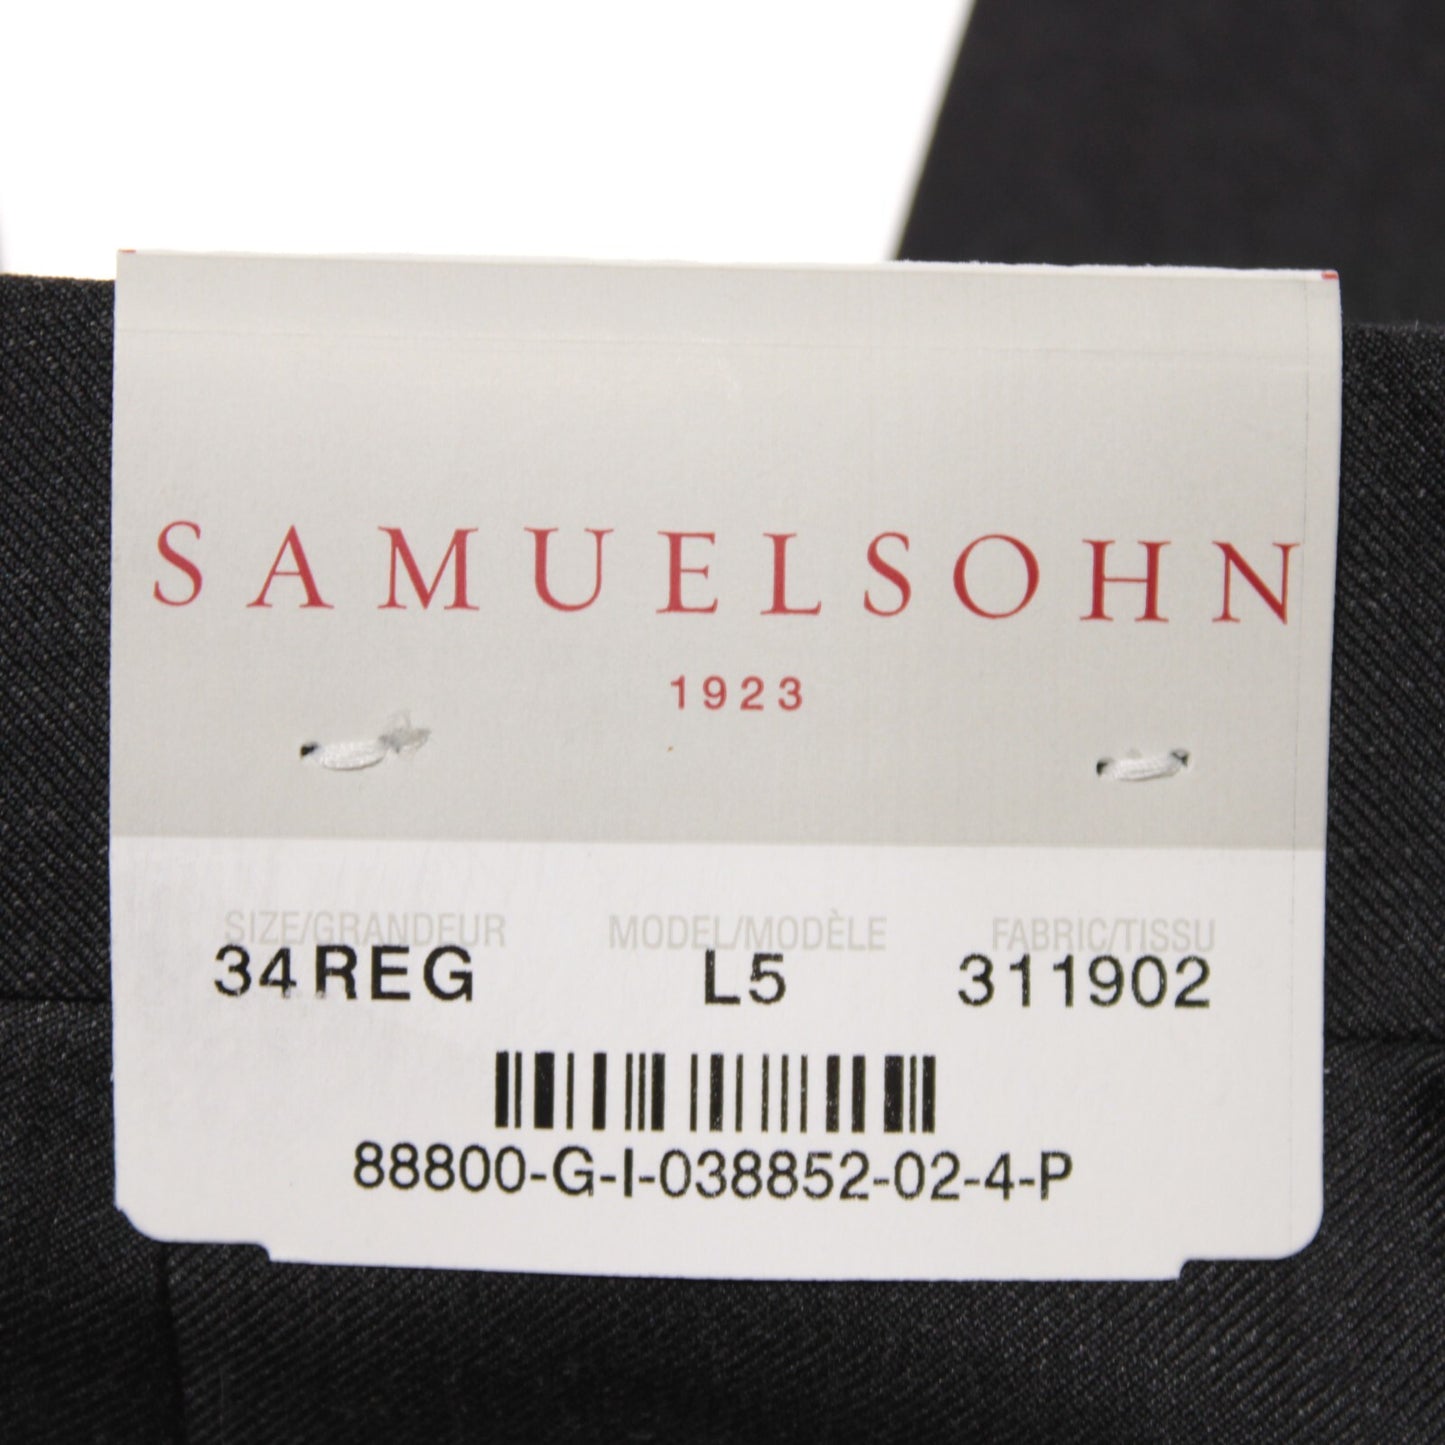 SAMUELSOHN
1923
SIZE/GRANDEUR MODEL/MODÈLE FABRIC/TISSU
34REG L5 311902
88800-G-I-038852-02-4-P